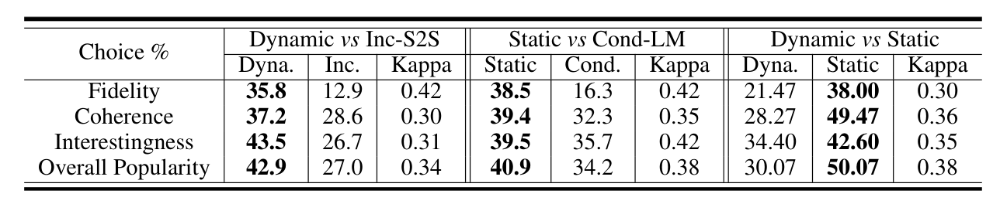 Choice % Dynamic vs Inc-S2S Static vs Cond-LM Dynamic vs Static
Dyna. Inc. Kappa Static Cond. Kappa Dyna. Static Kappa
Fidelity 35.8 12.9 0.42 38.5 16.3 0.42 21.47 38.00 0.30
Coherence 37.2 28.6 0.30 39.4 32.3 0.35 28.27 49.47 0.36
Interestingness 43.5 26.7 0.31 39.5 35.7 0.42 34.40 42.60 0.35
Overall Popularity 42.9 27.0 0.34 40.9 34.2 0.38 30.07 50.07 0.38